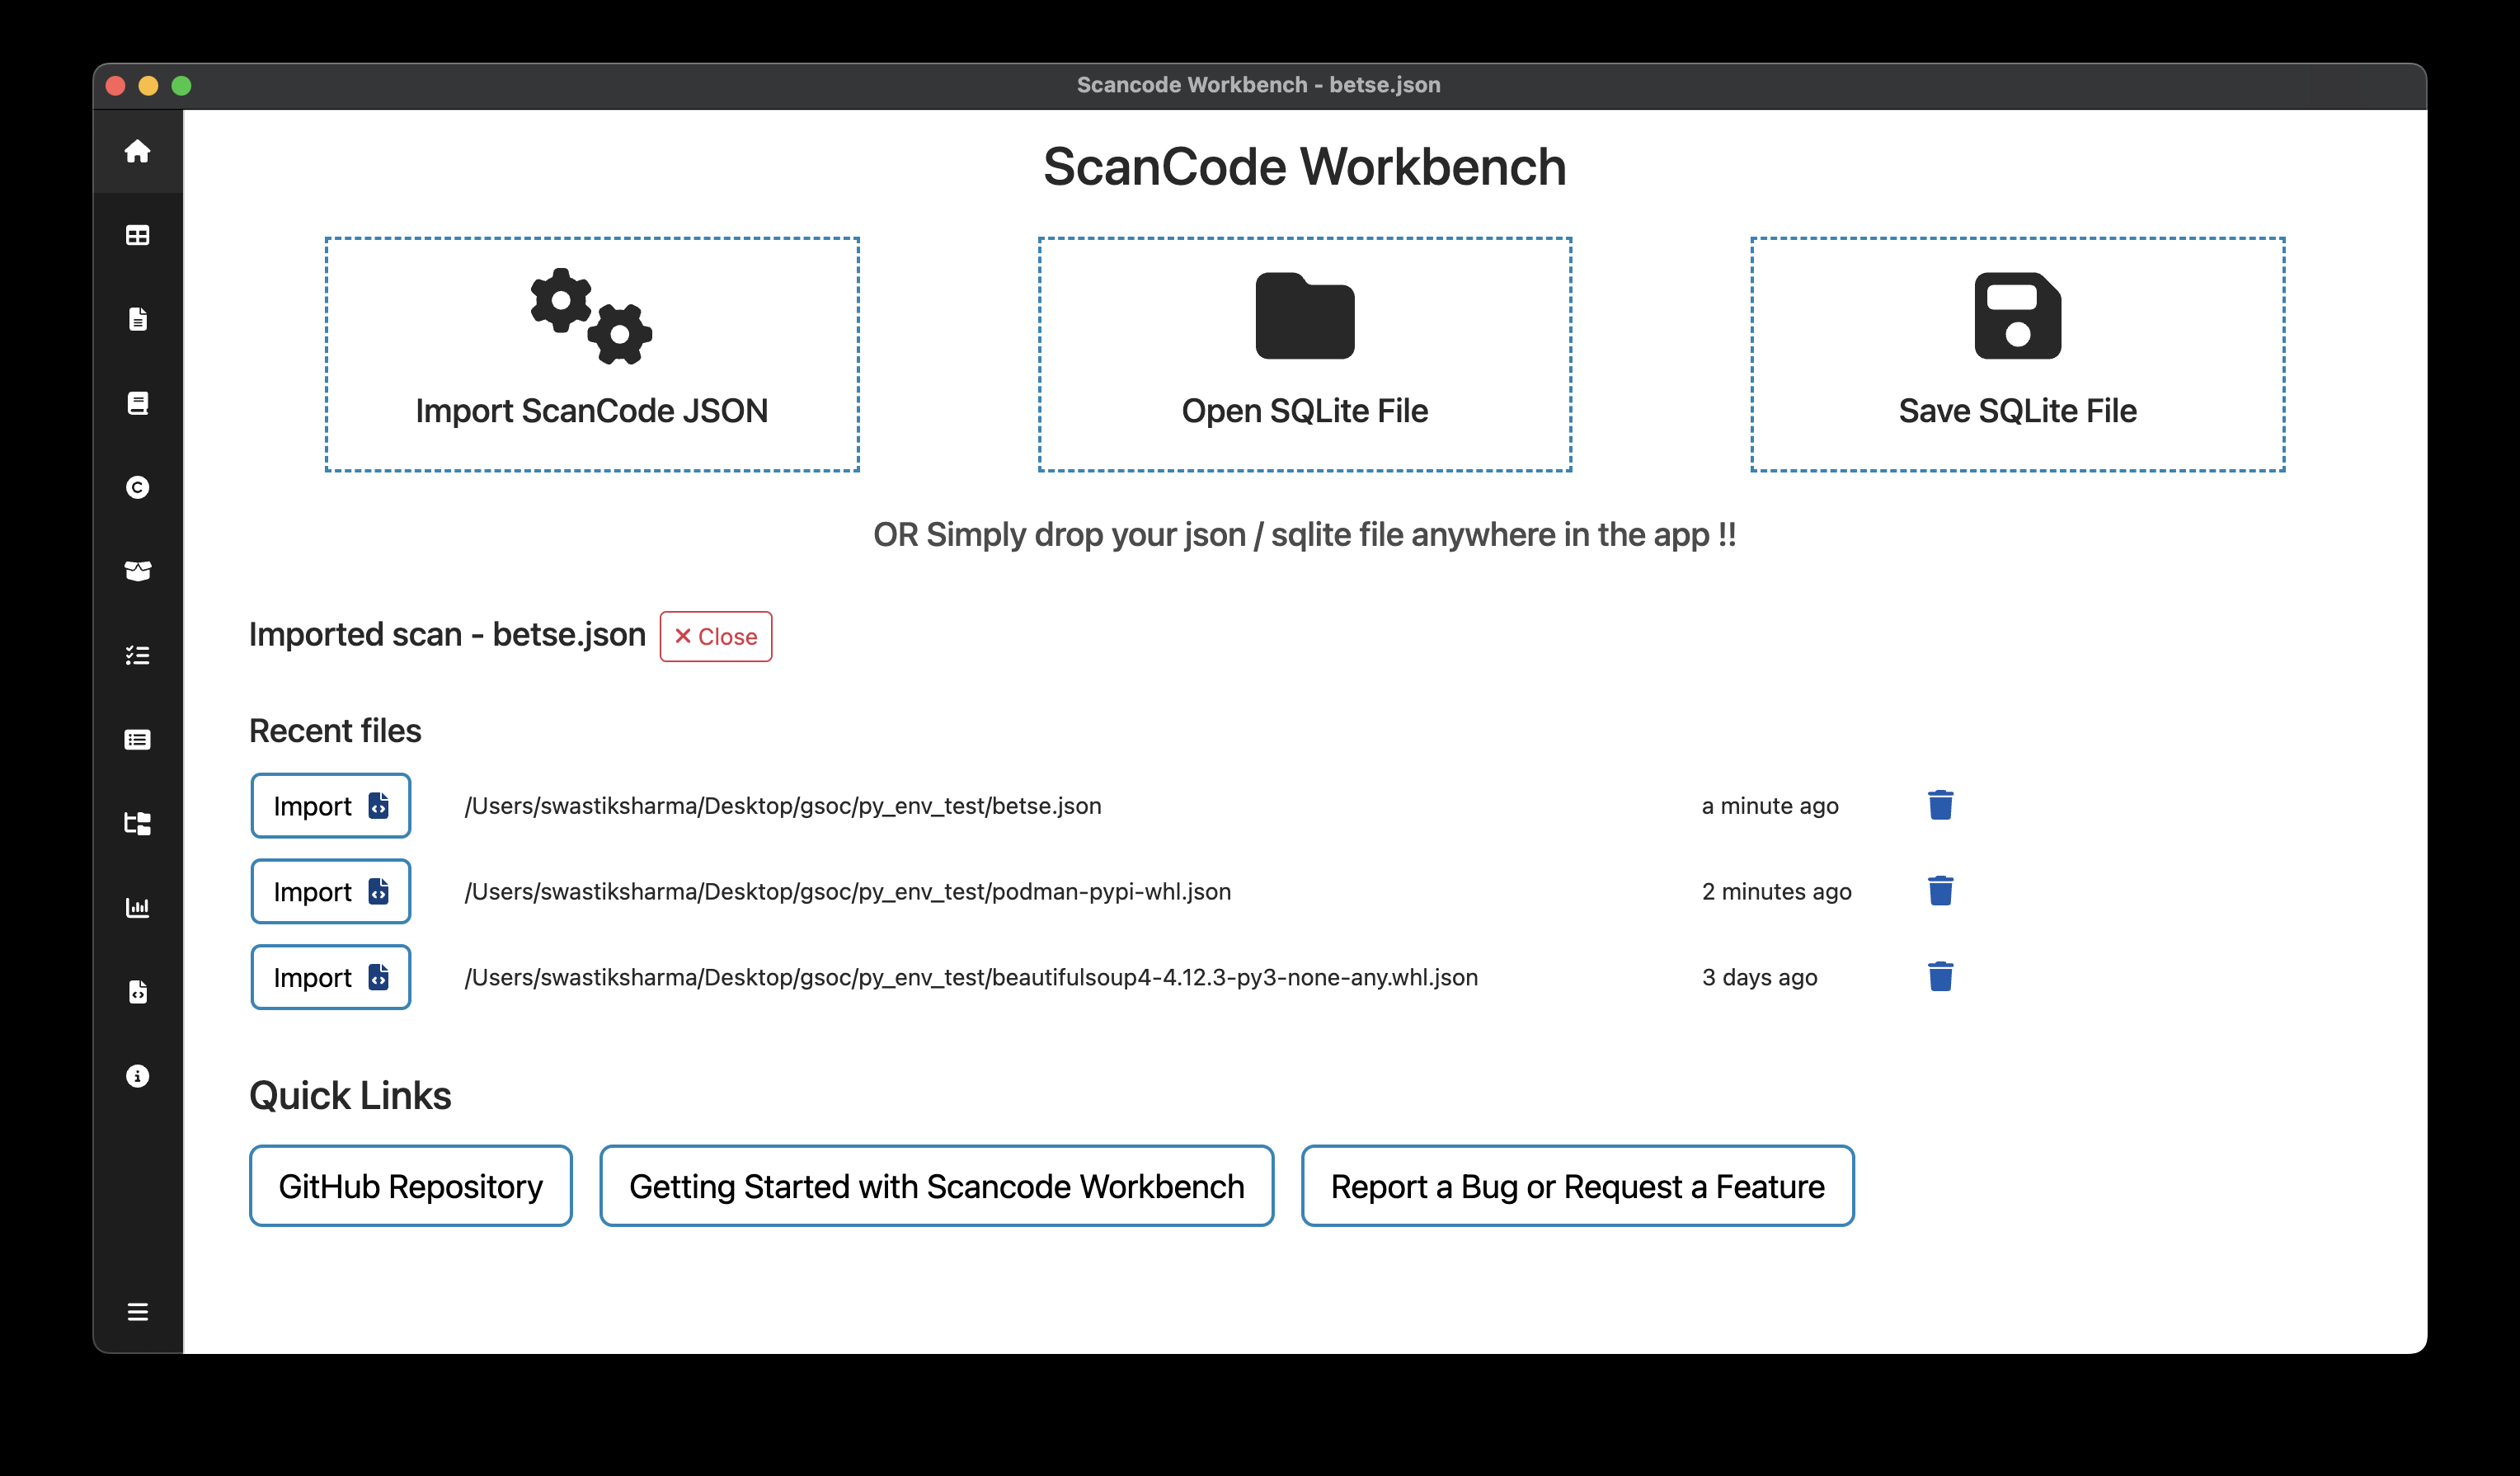 Scancode Workbench - betse.json
ScanCode Workbench
Import ScanCode JSON
Open SQLite File
Save SQLite File
OR Simply drop your json / sqlite file anywhere in the app !!
Imported scan - betse.json
Close
Recent files
Import /Users/swastiksharma/Desktop/gsoc/py_env_test/betse.json a minute ago
Import /Users/swastiksharma/Desktop/gsoc/py_env_test/podman-pypi-whl.json 2 minutes ago
Import /Users/swastiksharma/Desktop/gsoc/py_env_test/beautifulsoup4-4.12.3-py3-none-any.whl.json 3 days ago
Quick Links
GitHub Repository
Getting Started with Scancode Workbench
Report a Bug or Request a Feature